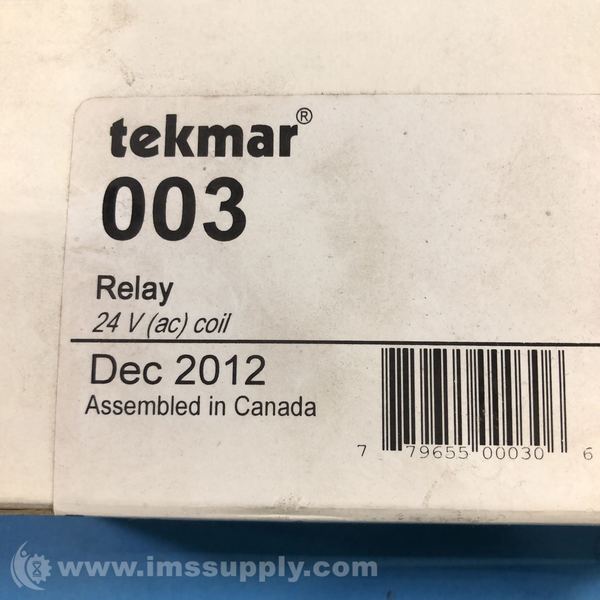 tekmar®
003
Relay
24 V (ac) coil
Dec 2012
Assembled in Canada
7 79655 00030 6
www.imssupply.com